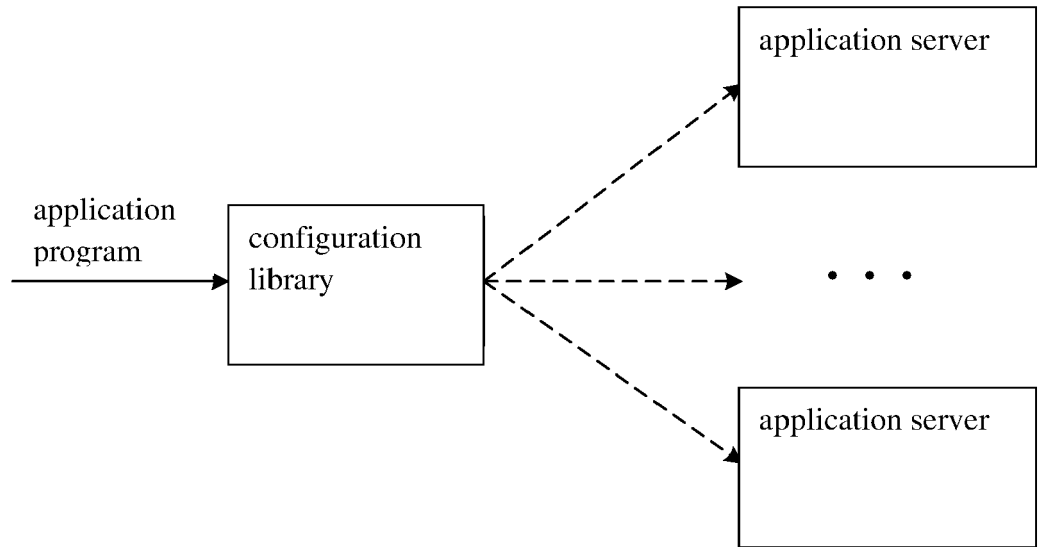 application server
application
program
configuration
library
. . .
application server